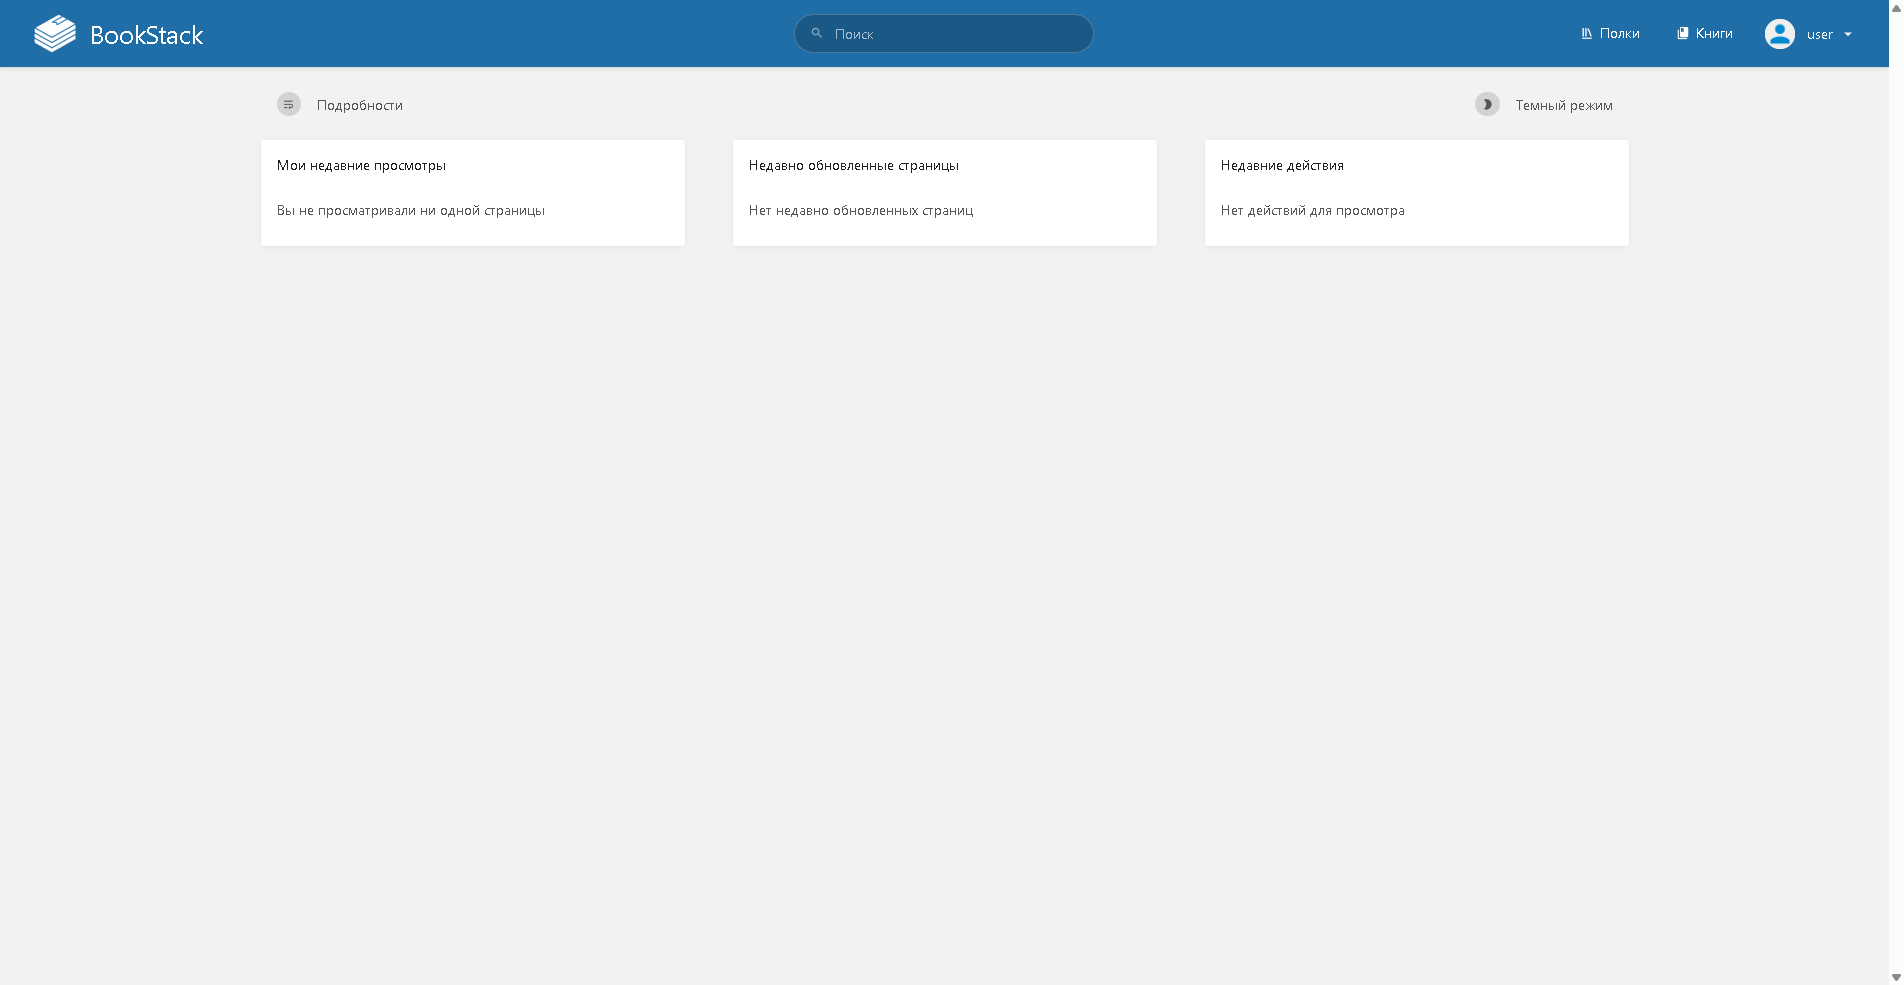 BookStack
Поиск
Полки
Книги
user
Подробности
Темный режим
Мои недавние просмотры
Вы не просматривали ни одной страницы
Недавно обновленные страницы
Нет недавно обновленных страниц
Недавние действия
Нет действий для просмотра